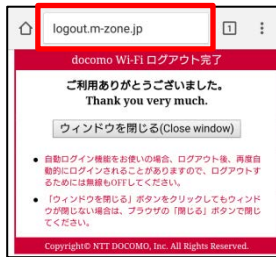 logout.m-zone.jp
1
docomo Wi-Fi ログアウト完了
ご利用ありがとうございました。
Thank you very much.
ウィンドウを閉じる(Close window)
● 自動ログイン機能をお使いの場合、ログアウト後、再度自
動的にログインされることがありますので、ログアウトす
るためには無線もOFFしてください。
● 「ウィンドウを閉じる」ボタンをクリックしてもウィンド
ウが閉じない場合は、ブラウザの「閉じる」ボタンで閉じ
てください。
Copyright© NTT DOCOMO, Inc. All Rights Reserved.